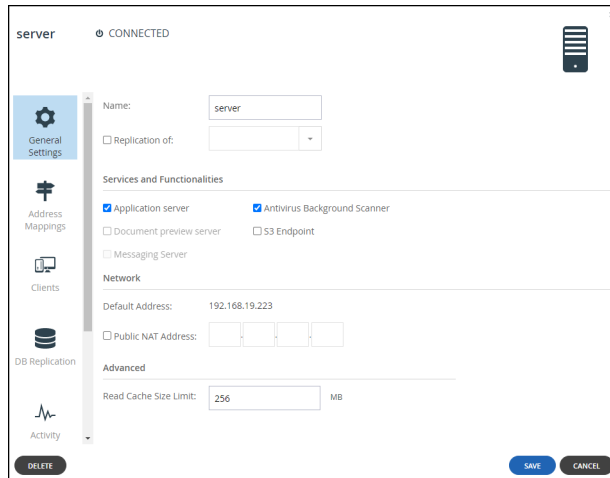 server
CONNECTED
General
Settings
Address
Mappings
Clients
DB Replication
Activity
Name:
server
Replication of:
Services and Functionalities
Application server
Antivirus Background Scanner
Document preview server
S3 Endpoint
Messaging Server
Network
Default Address:
192.168.19.223
Public NAT Address:
. . .
Advanced
Read Cache Size Limit:
256
MB
DELETE
SAVE
CANCEL